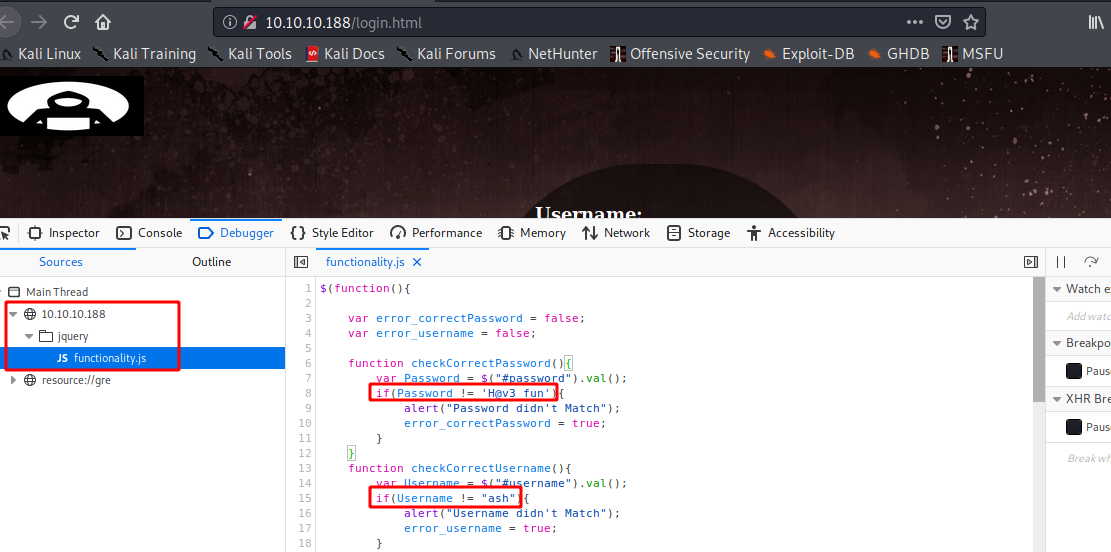 10.10.10.188/login.html
Kali Linux Kali Training Kali Tools Kali Docs Kali Forums NetHunter Offensive Security Exploit-DB GHDB MSFU
Username:
Inspector Console Debugger Style Editor Performance Memory Network Storage Accessibility
Sources Outline functionality.js
Main Thread
10.10.10.188
jquery
JS functionality.js
resource://gre
1 $(function(){
2
3 var error_correctPassword = false;
4 var error_username = false;
5
6 function checkCorrectPassword(){
7 var Password = $("#password").val();
8 if(Password != 'H@v3_fun'){
9 alert("Password didn't Match");
10 error_correctPassword = true;
11 }
12 }
13 function checkCorrectUsername(){
14 var Username = $("#username").val();
15 if(Username != "ash"){
16 alert("Username didn't Match");
17 error_username = true;
18 }
Watch ex
Add watc
Breakpo
Paus
XHR Bre
Paus
Break wh